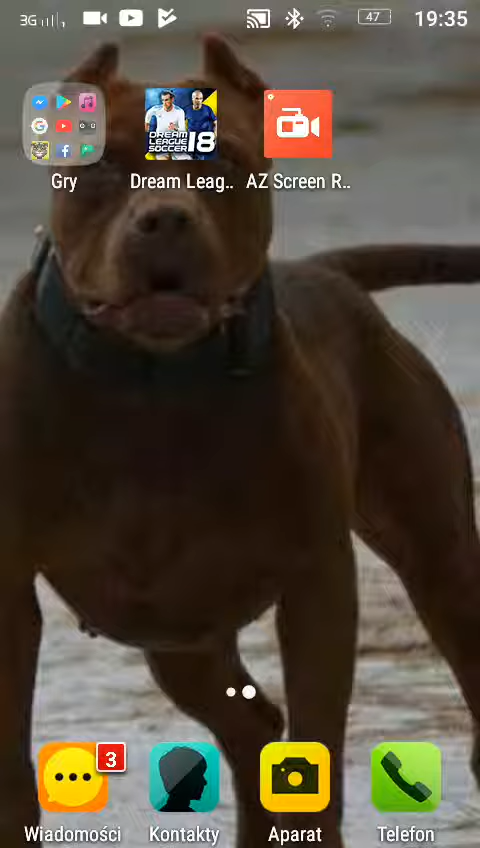 3G 47 19:35
DREAM
LEAGUE
SOCCER 18
Gry Dream Leag.. AZ Screen R..
3
Wiadomości Kontakty Aparat Telefon